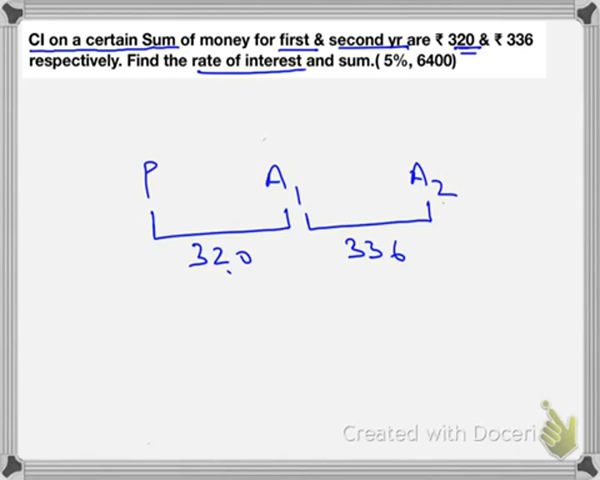 CI on a certain Sum of money for first & second yr are ₹ 320 & ₹ 336
respectively. Find the rate of interest and sum.( 5%, 6400)
P A1 A2
320 336
Created with Doceri